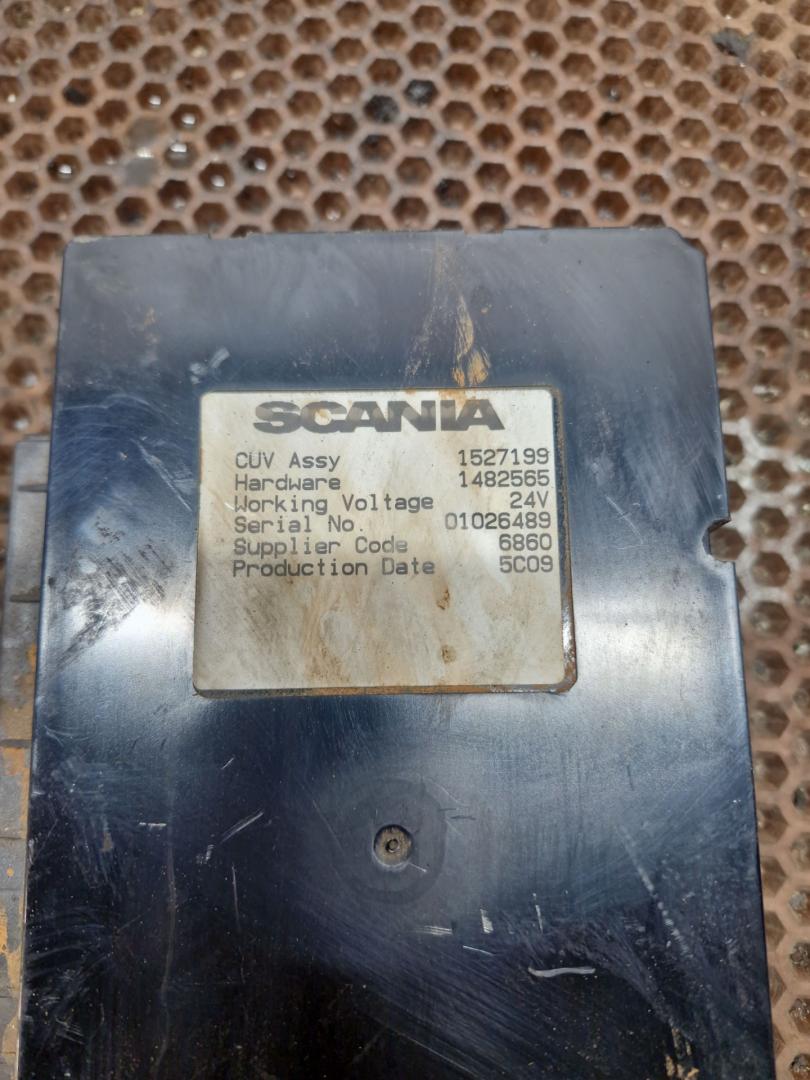 SCANIA
CUV Assy 1527199
Hardware 1482565
Working Voltage 24V
Serial No. 01026489
Supplier Code 6860
Production Date 5C09